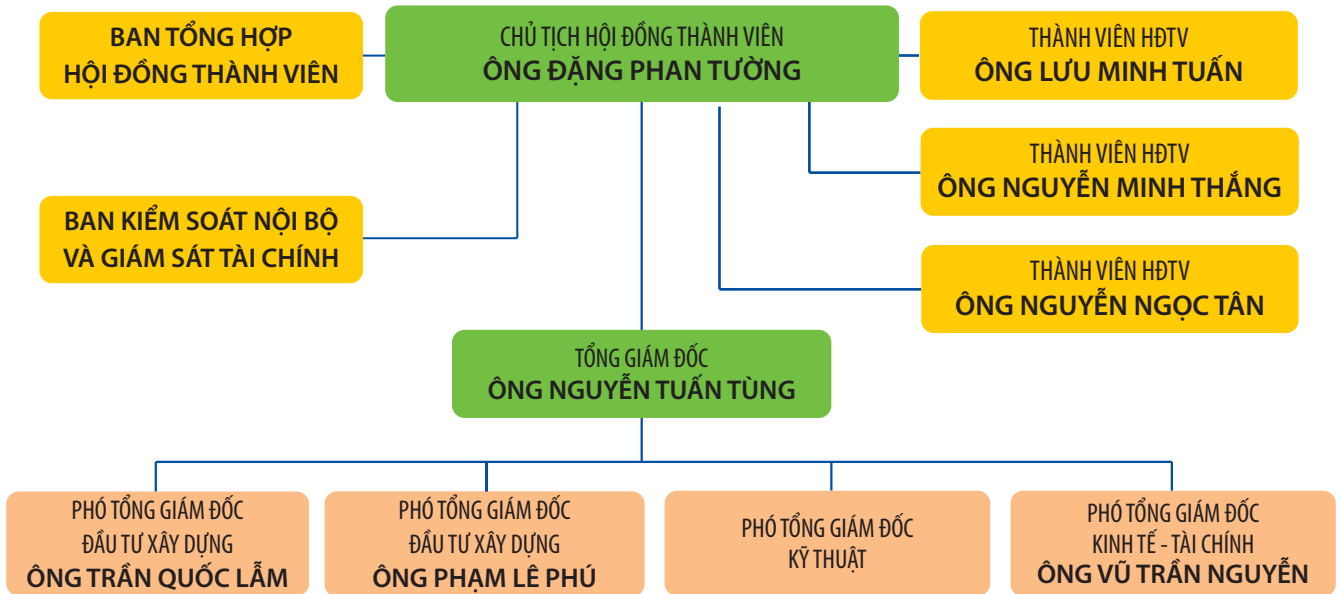 BAN TỔNG HỢP
HỘI ĐỒNG THÀNH VIÊN
CHỦ TỊCH HỘI ĐỒNG THÀNH VIÊN
ÔNG ĐẶNG PHAN TƯỜNG
THÀNH VIÊN HĐTV
ÔNG LƯU MINH TUẤN
THÀNH VIÊN HĐTV
ÔNG NGUYỄN MINH THẮNG
BAN KIỂM SOÁT NỘI BỘ
VÀ GIÁM SÁT TÀI CHÍNH
THÀNH VIÊN HĐTV
ÔNG NGUYỄN NGỌC TÂN
TỔNG GIÁM ĐỐC
ÔNG NGUYỄN TUẤN TÙNG
PHÓ TỔNG GIÁM ĐỐC
ĐẦU TƯ XÂY DỰNG
ÔNG TRẦN QUỐC LẪM
PHÓ TỔNG GIÁM ĐỐC
ĐẦU TƯ XÂY DỰNG
ÔNG PHẠM LÊ PHÚ
PHÓ TỔNG GIÁM ĐỐC
KỸ THUẬT
PHÓ TỔNG GIÁM ĐỐC
KINH TẾ - TÀI CHÍNH
ÔNG VŨ TRẦN NGUYỄN